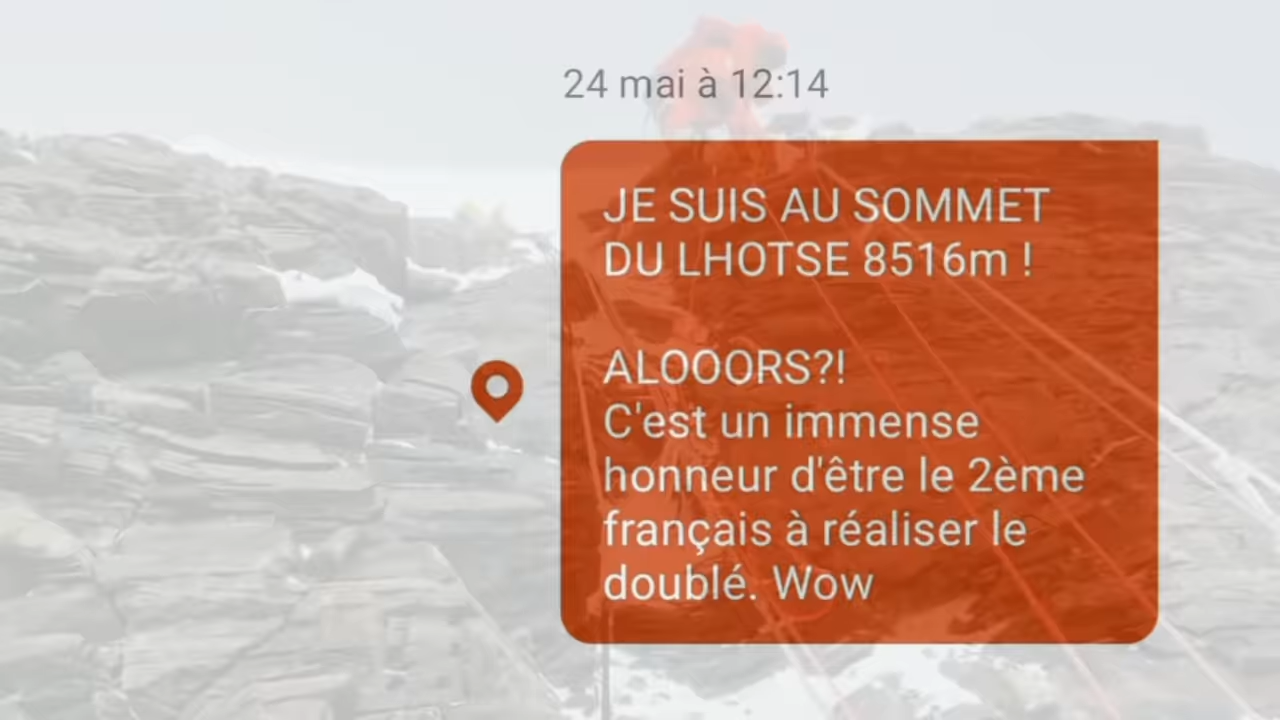 24 mai à 12:14
JE SUIS AU SOMMET
DU LHOTSE 8516m !
ALOOORS?!
C'est un immense
honneur d'être le 2ème
français à réaliser le
doublé. Wow